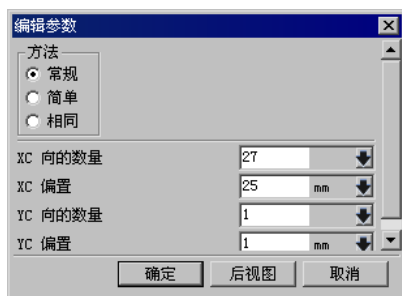 编辑参数
方法
常规
简单
相同
XC 向的数量 27
XC 偏置 25 mm
YC 向的数量 1
YC 偏置 1 mm
确定 后视图 取消